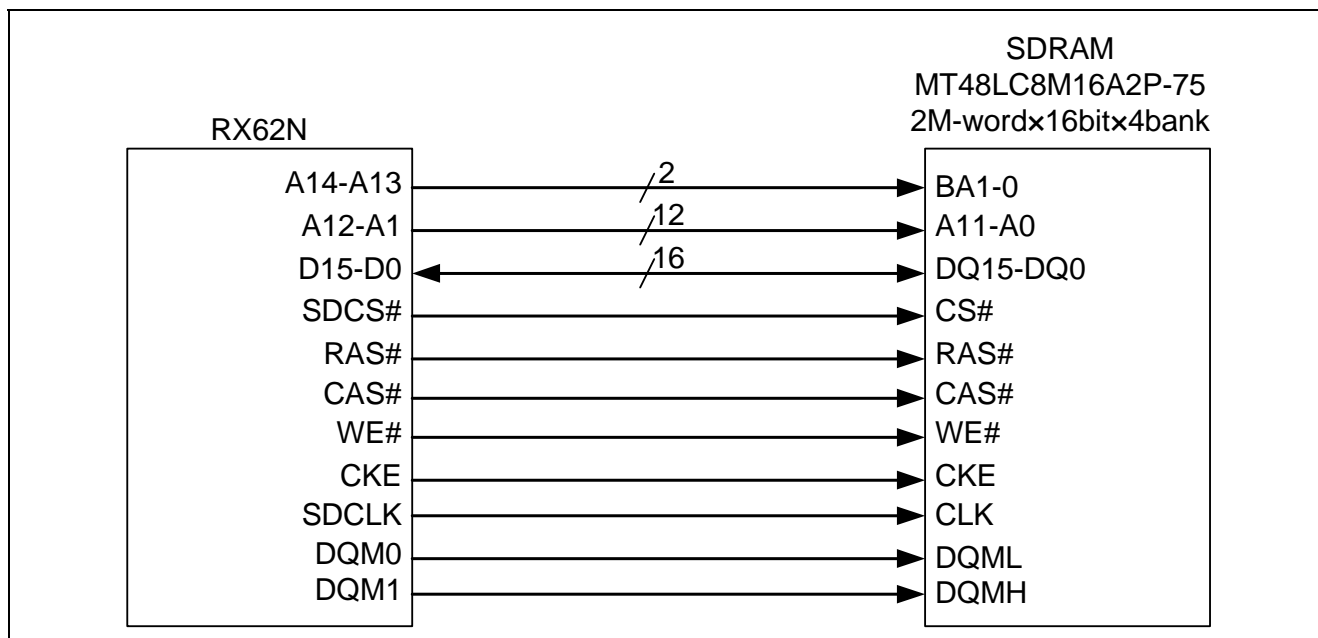 SDRAM
MT48LC8M16A2P-75
2M-word×16bit×4bank
RX62N
A14-A13 2 BA1-0
A12-A1 12 A11-A0
D15-D0 16 DQ15-DQ0
SDCS# CS#
RAS# RAS#
CAS# CAS#
WE# WE#
CKE CKE
SDCLK CLK
DQM0 DQML
DQM1 DQMH